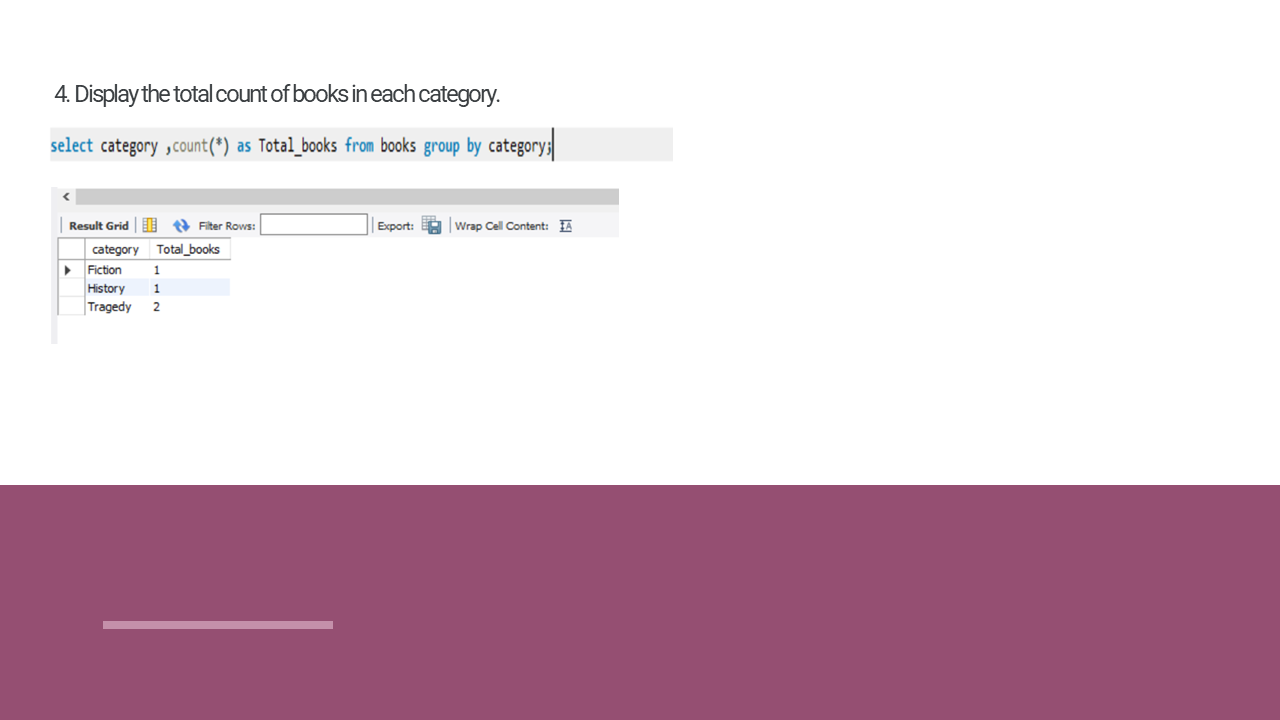 4. Display the total count of books in each category.
select category ,count(*) as Total_books from books group by category;
Result Grid Filter Rows: Export: Wrap Cell Content:
category Total_books
Fiction 1
History 1
Tragedy 2